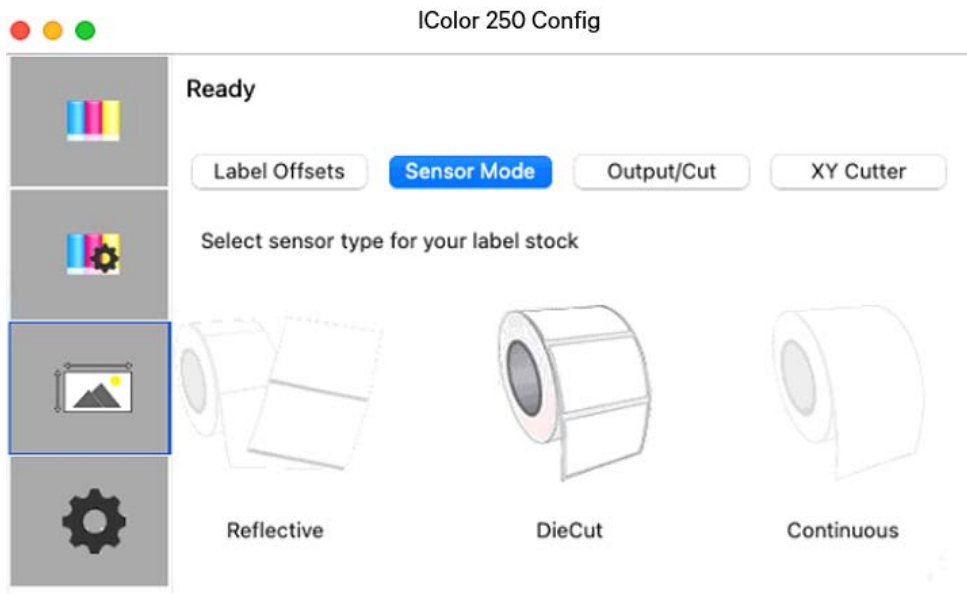 IColor 250 Config
Ready
Label Offsets
Sensor Mode
Output/Cut
XY Cutter
Select sensor type for your label stock
Reflective
DieCut
Continuous